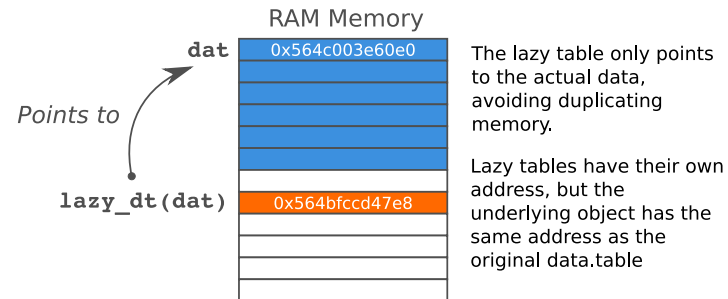 RAM Memory
dat
0x564c003e60e0
Points to
lazy_dt(dat)
0x564bfccd47e8
The lazy table only points
to the actual data,
avoiding duplicating
memory.
Lazy tables have their own
address, but the
underlying object has the
same address as the
original data.table